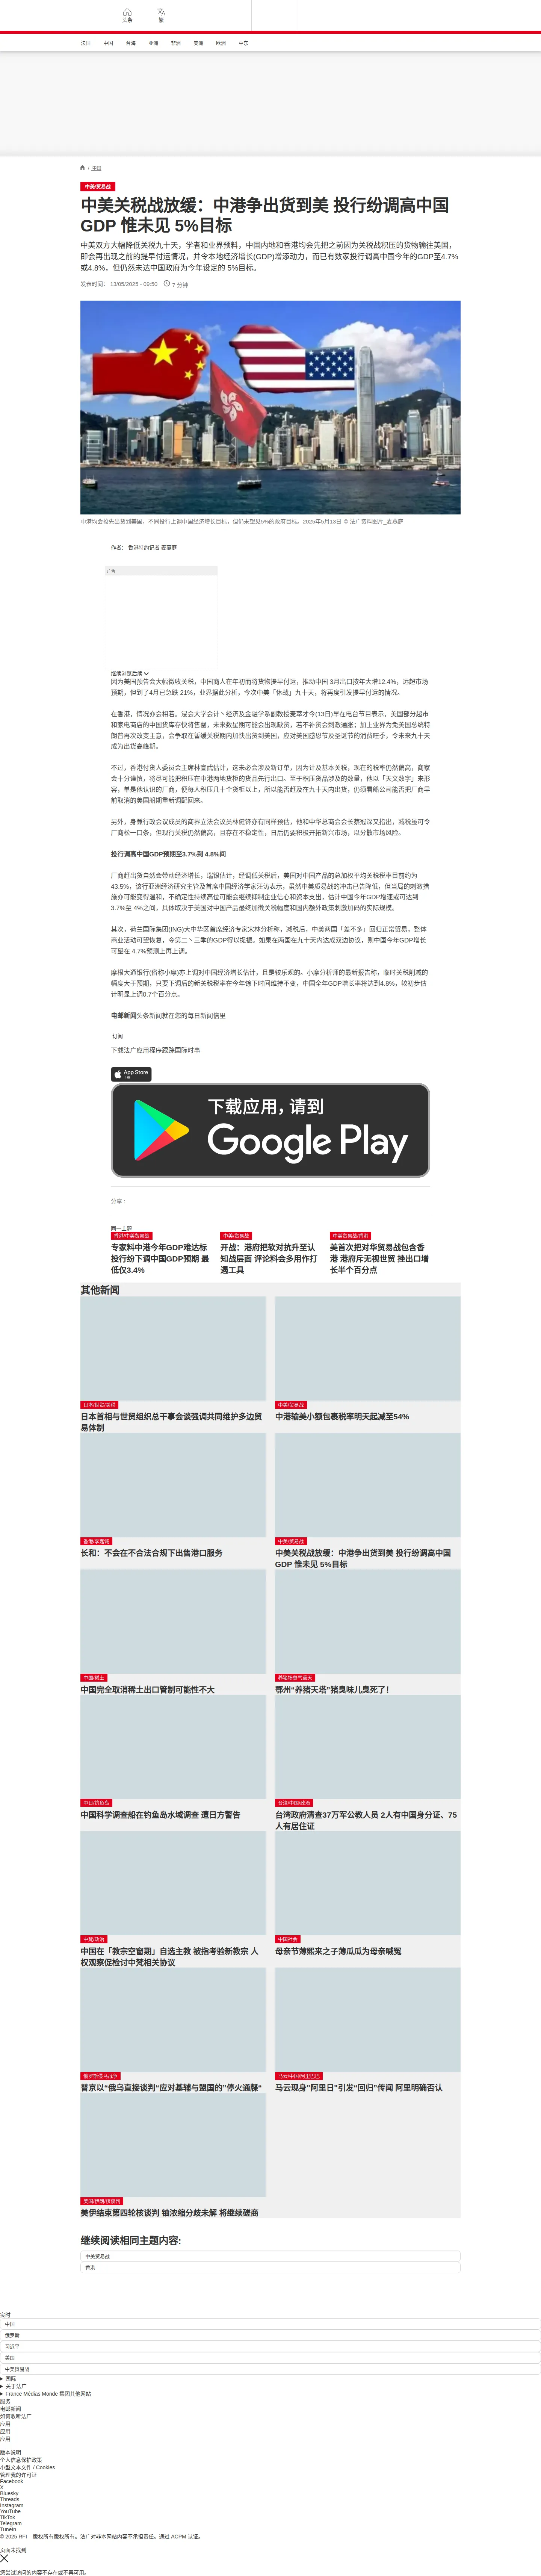 头条
繁
法国 中国 台海 亚洲 非洲 美洲 欧洲 中东
/ 中国
中美/贸易战
中美关税战放缓：中港争出货到美 投行纷调高中国
GDP 惟未见 5%目标
中美双方大幅降低关税九十天，学者和业界预料，中国内地和香港均会先把之前因为关税战积压的货物输往美国，
即会再出现之前的提早付运情况，并令本地经济增长(GDP)增添动力，而已有数家投行调高中国今年的GDP至4.7%
或4.8%，但仍然未达中国政府为今年设定的 5%目标。
发表时间： 13/05/2025 - 09:50 7 分钟
中港均会抢先出货到美国，不同投行上调中国经济增长目标，但仍未望见5%的政府目标。2025年5月13日 © 法广资料图片_麦燕庭
作者： 香港特约记者 麦燕庭
广告
继续浏览后续
因为美国预告会大幅徵收关税，中国商人在年初而将货物提早付运，推动中国 3月出口按年大增12.4%，远超市场
预期，但到了4月已急跌 21%，业界据此分析，今次中美「休战」九十天，将再度引发提早付运的情况。
在香港，情况亦会相若。浸会大学会计丶经济及金融学系副教授麦萃才今(13日)早在电台节目表示，美国部分超市
和家电商店的中国货库存快将售罄，未来数星期可能会出现缺货，若不补货会刺激通胀；加上业界为免美国总统特
朗普再次改变主意，会争取在暂缓关税期内加快出货到美国，应对美国感恩节及圣诞节的消费旺季，令未来九十天
成为出货高峰期。
不过，香港付货人委员会主席林宣武估计，这未必会涉及新订单，因为计及基本关税，现在的税率仍然偏高，商家
会十分谨慎，将尽可能把积压在中港两地货柜的货品先行出口。至于积压货品涉及的数量，他以「天文数字」来形
容，单是他认识的厂商，便每人积压几十个货柜以上，所以能否赶及在九十天内出货，仍须看船公司能否把厂商早
前取消的美国船期重新调配回来。
另外，身兼行政会议成员的商界立法会议员林健锋亦有同样预估，他和中华总商会会长蔡冠深又指出，减税虽可令
厂商松一口条，但现行关税仍然偏高，且存在不稳定性，日后仍要积极开拓新兴市场，以分散市场风险。
投行调高中国GDP预期至3.7%到 4.8%间
厂商赶出货自然会带动经济增长，瑞银估计，经调低关税后，美国对中国产品的总加权平均关税税率目前约为
43.5%，该行亚洲经济研究主管及首席中国经济学家汪涛表示，虽然中美贸易战的冲击已告降低，但当局的刺激措
施亦可能变得温和，不确定性持续高位可能会继续抑制企业信心和资本支出，估计中国今年GDP增速或可达到
3.7%至 4%之间，具体取决于美国对中国产品最终加徵关税幅度和国内额外政策刺激加码的实际规模。
其次，荷兰国际集团(ING)大中华区首席经济专家宋林分析称，减税后，中美两国「差不多」回归正常贸易，整体
商业活动可望恢复，令第二丶三季的GDP得以提振。如果在两国在九十天内达成双边协议，则中国今年GDP增长
可望在 4.7%预测上再上调。
摩根大通银行(俗称小摩)亦上调对中国经济增长估计，且是较乐观的。小摩分析师的最新报告称，临时关税削减的
幅度大于预期，只要下调后的新关税税率在今年馀下时间维持不变，中国全年GDP增长率将达到4.8%，较初步估
计明显上调0.7个百分点。
电邮新闻头条新闻就在您的每日新闻信里
订阅
下载法广应用程序跟踪国际时事
App Store
下载
下载应用，请到
Google Play
分享 :
同一主题
香港/中美贸易战
专家料中港今年GDP难达标
投行纷下调中国GDP预期 最
低仅3.4%
中美/贸易战
开战：港府把软对抗升至认
知战层面 评论料会多用作打
遏工具
中美贸易战/香港
美首次把对华贸易战包含香
港 港府斥无视世贸 挫出口增
长半个百分点
其他新闻
日本/世贸/关税
日本首相与世贸组织总干事会谈强调共同维护多边贸
易体制
中美/贸易战
中港输美小额包裹税率明天起减至54%
香港/李嘉诚
长和：不会在不合法合规下出售港口服务
中美/贸易战
中美关税战放缓：中港争出货到美 投行纷调高中国
GDP 惟未见 5%目标
中国/稀土
中国完全取消稀土出口管制可能性不大
养猪场臭气熏天
鄂州"养猪天塔"猪臭味儿臭死了！
中日/钓鱼岛
中国科学调查船在钓鱼岛水域调查 遭日方警告
台湾/中国/政治
台湾政府清查37万军公教人员 2人有中国身分证、75
人有居住证
中梵/政治
中国在「教宗空窗期」自选主教 被指考验新教宗 人
权观察促检讨中梵相关协议
中国社会
母亲节薄熙来之子薄瓜瓜为母亲喊冤
俄罗斯侵乌战争
普京以"俄乌直接谈判"应对基辅与盟国的"停火通牒"
马云/中国/阿里巴巴
马云现身"阿里日"引发"回归"传闻 阿里明确否认
美国/伊朗/核谈判
美伊结束第四轮核谈判 铀浓缩分歧未解 将继续磋商
继续阅读相同主题内容:
中美贸易战
香港
实时
中国
俄罗斯
习近平
美国
中美贸易战
国际
关于法广
France Médias Monde 集团其他网站
服务
电邮新闻
如何收听法广
应用
应用
应用
版本说明
个人信息保护政策
小型文本文件 / Cookies
管理我的许可证
Facebook
X
Bluesky
Threads
Instagram
YouTube
TikTok
Telegram
TuneIn
© 2025 RFI – 版权所有版权所有。法广对非本网站内容不承担责任。通过 ACPM 认证。
页面未找到
您尝试访问的内容不存在或不再可用。